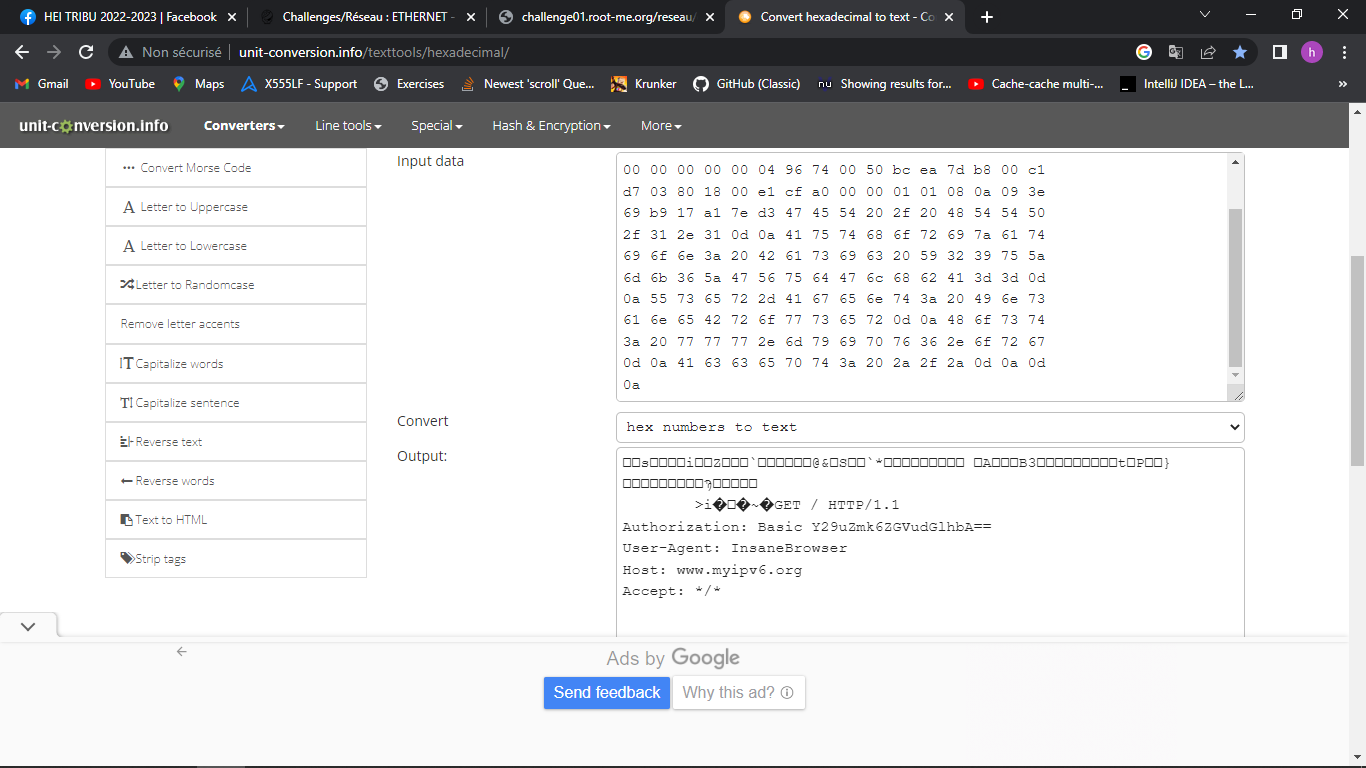 HEI TRIBU 2022-2023 | Facebook
Challenges/Réseau : ETHERNET -
challenge01.root-me.org/reseau/
Convert hexadecimal to text - Co
Non sécurisé
unit-conversion.info/texttools/hexadecimal/
h
Gmail
YouTube
Maps
X555LF - Support
Exercises
Newest 'scroll' Que...
Krunker
GitHub (Classic)
nu
Showing results for...
Cache-cache multi-...
IntelliJ IDEA – the L...
»
unit-conversion.info
Converters
Line tools
Special
Hash & Encryption
More
Convert Morse Code
A Letter to Uppercase
A Letter to Lowercase
Letter to Randomcase
Remove letter accents
Capitalize words
Capitalize sentence
Reverse text
Reverse words
Text to HTML
Strip tags
Input data
00 00 00 00 00 04 96 74 00 50 bc ea 7d b8 00 c1
d7 03 80 18 00 e1 cf a0 00 00 01 01 08 0a 09 3e
69 b9 17 a1 7e d3 47 45 54 20 2f 20 48 54 54 50
2f 31 2e 31 0d 0a 41 75 74 68 6f 72 69 7a 61 74
69 6f 6e 3a 20 42 61 73 69 63 20 59 32 39 75 5a
6d 6b 36 5a 47 56 75 64 47 6c 68 62 41 3d 3d 0d
0a 55 73 65 72 2d 41 67 65 6e 74 3a 20 49 6e 73
61 6e 65 42 72 6f 77 73 65 72 0d 0a 48 6f 73 74
3a 20 77 77 77 2e 6d 79 69 70 76 36 2e 6f 72 67
0d 0a 41 63 63 65 70 74 3a 20 2a 2f 2a 0d 0a 0d
0a
Convert
hex numbers to text
Output:
>i�□�~�GET / HTTP/1.1
Authorization: Basic Y29uZmk6ZGVudGlhbA==
User-Agent: InsaneBrowser
Host: www.myipv6.org
Accept: */*
Ads by Google
Send feedback
Why this ad?